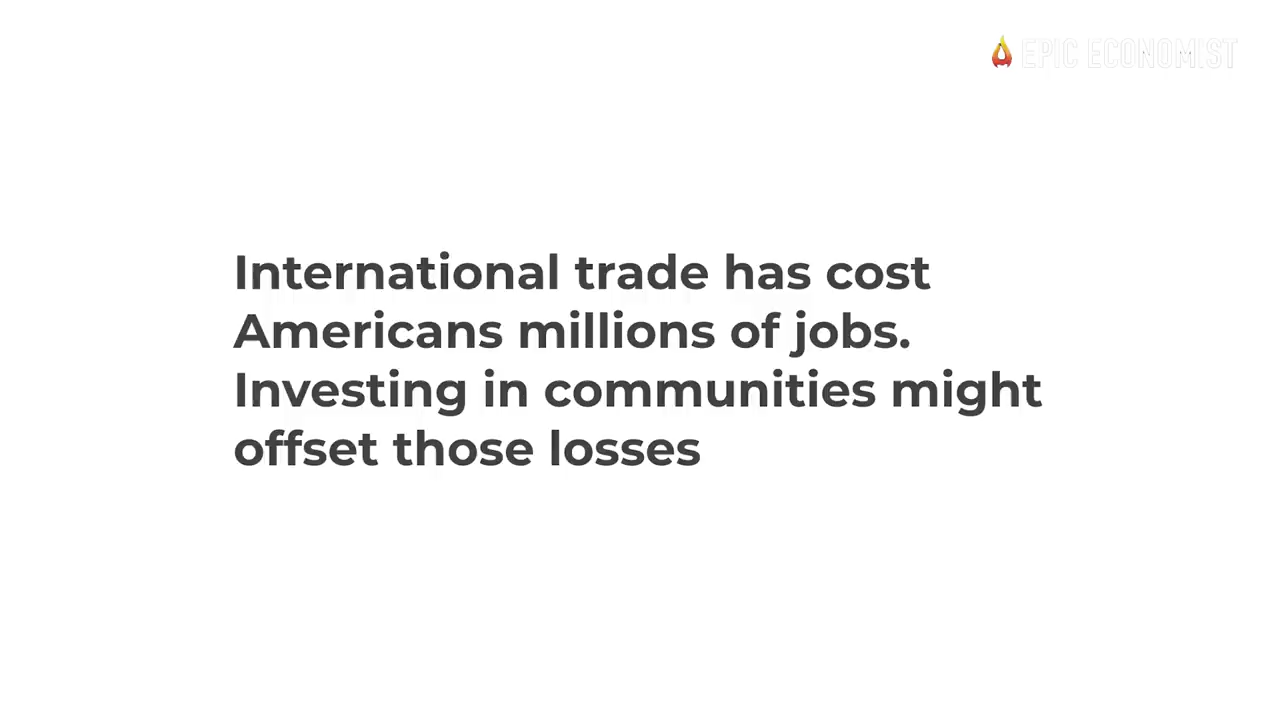 EPIC ECONOMIST
International trade has cost
Americans millions of jobs.
Investing in communities might
offset those losses